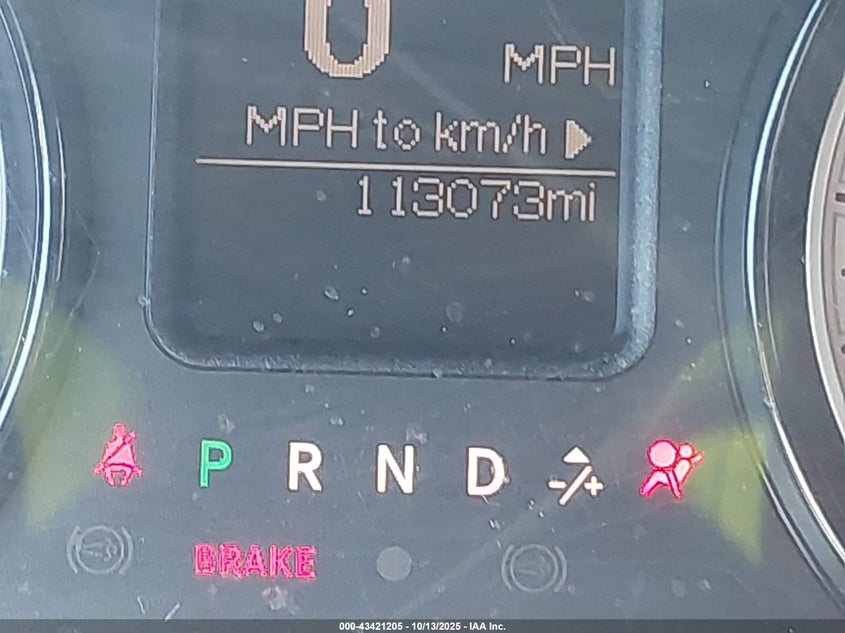 0
MPH
MPH to km/h
113073mi
P R N D -/+
BRAKE
000-43421205 - 10/13/2025 - IAA Inc.